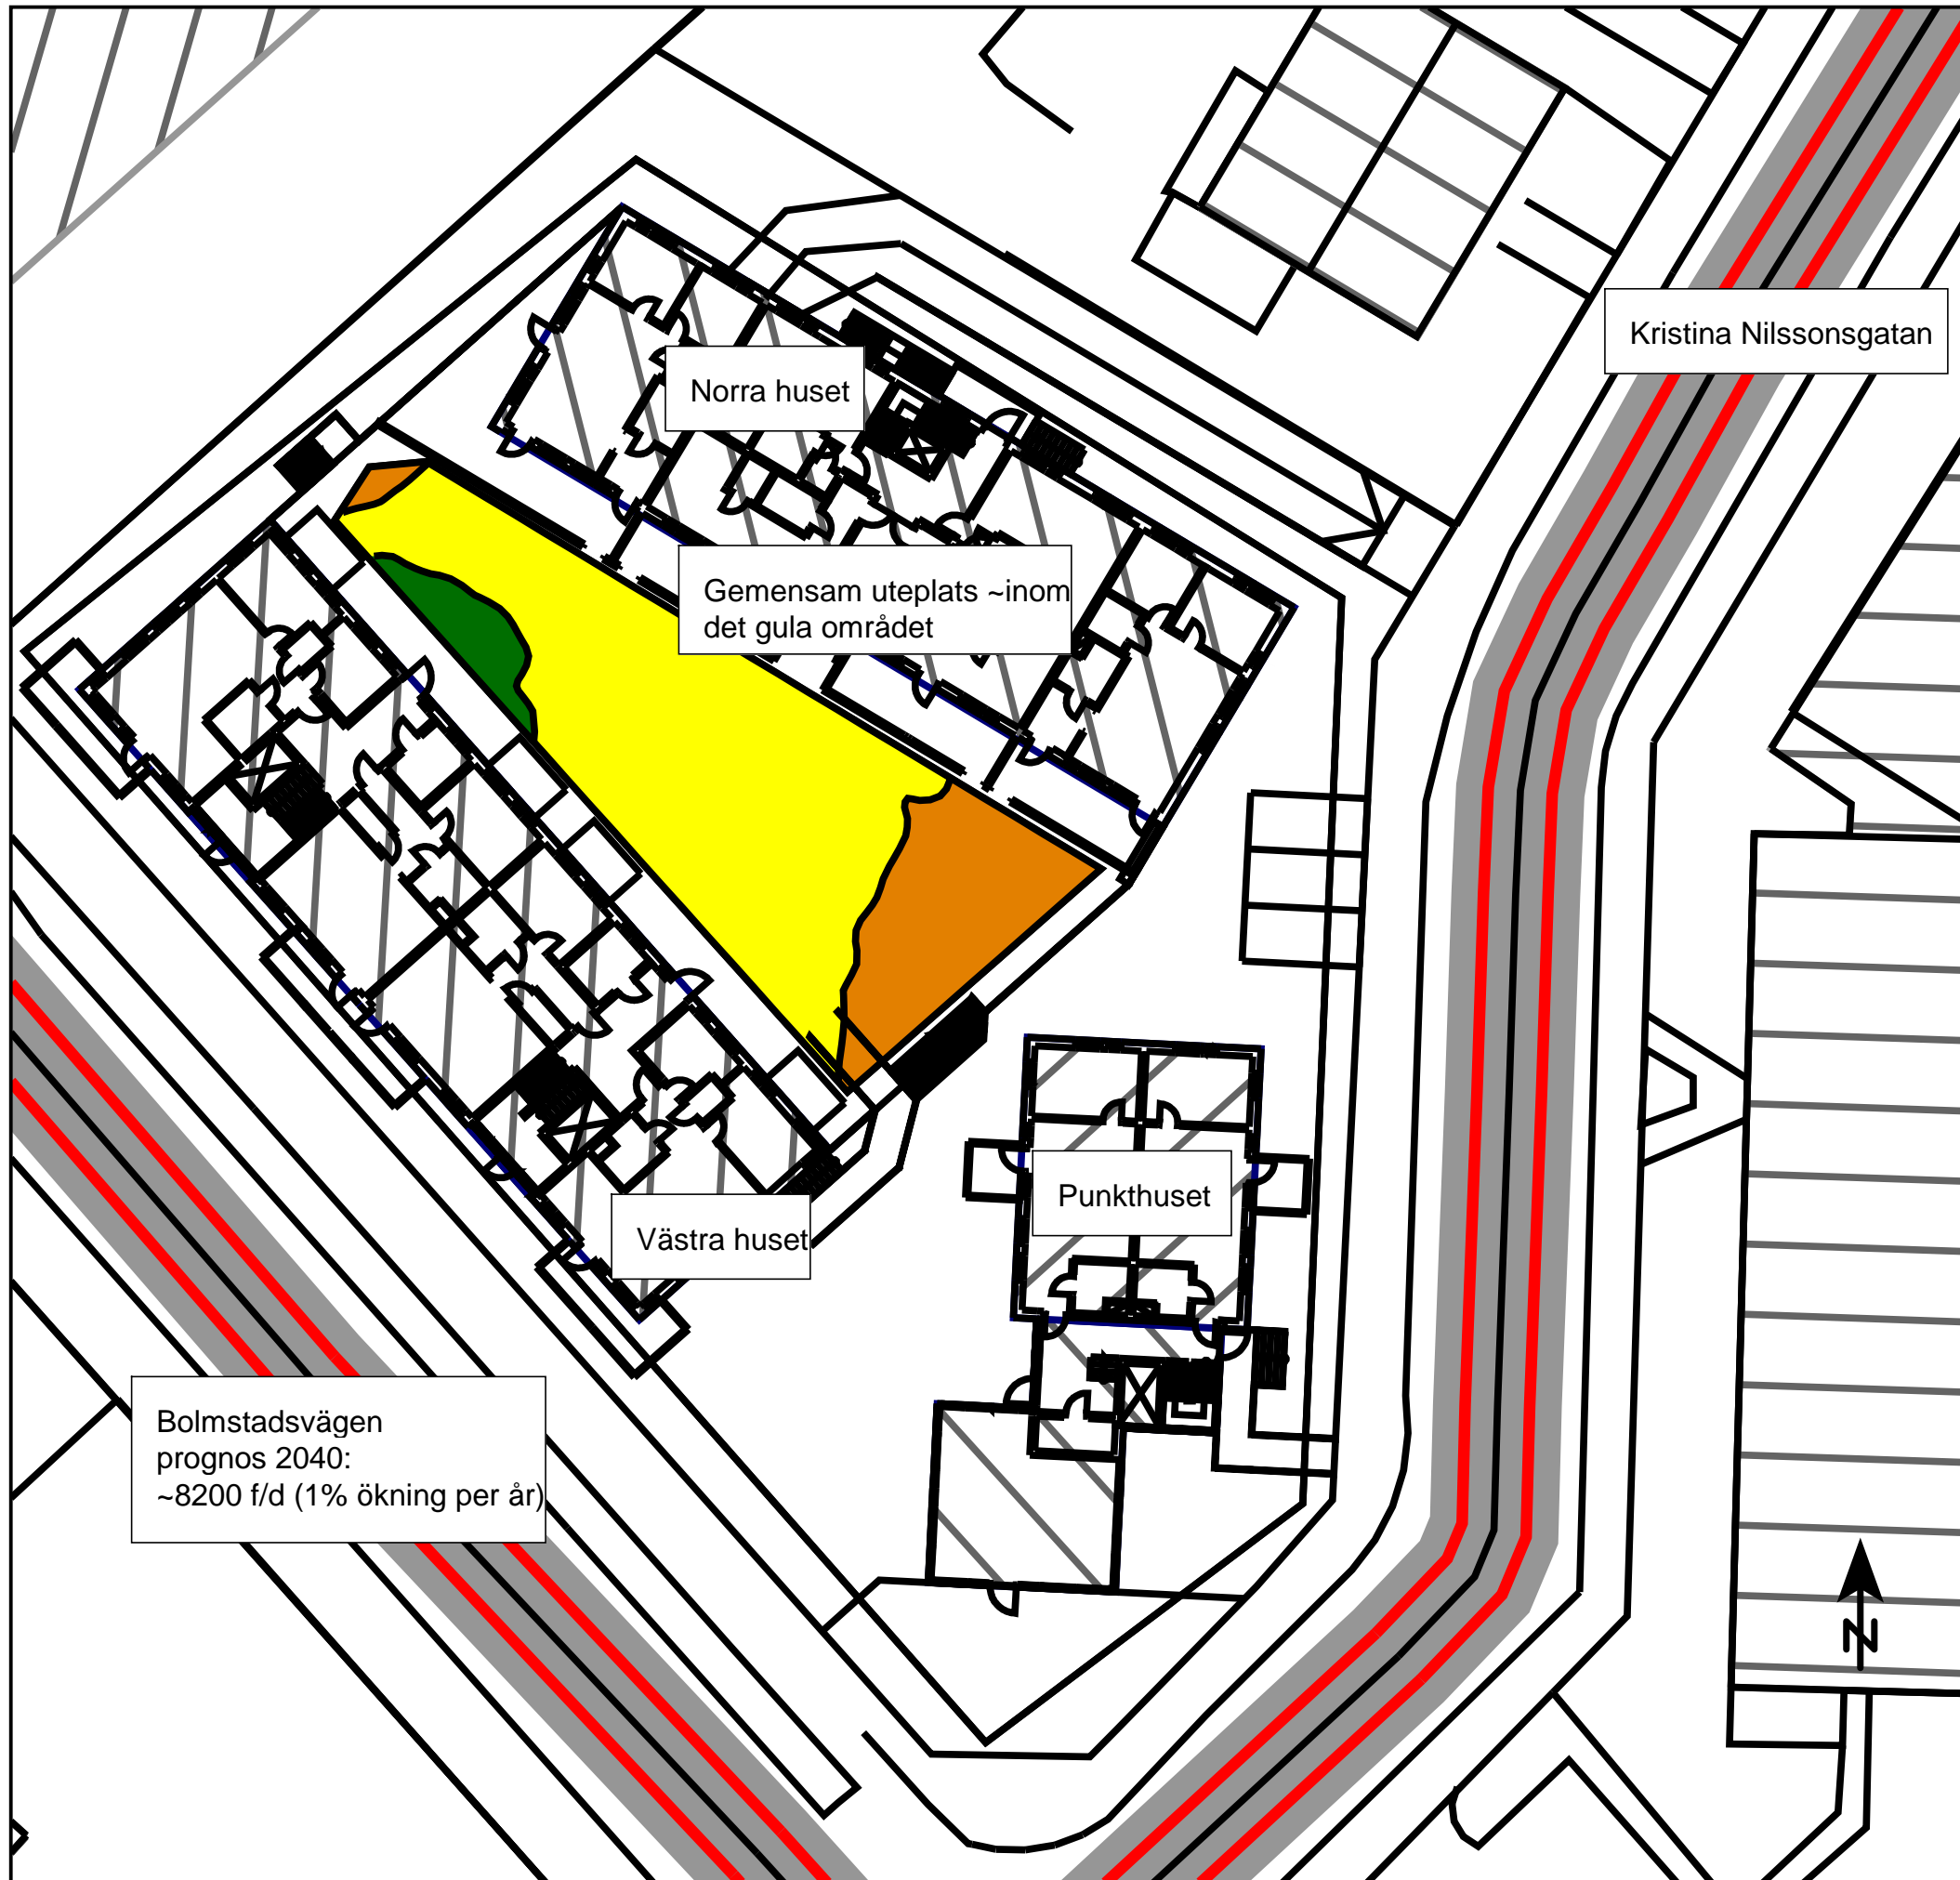 Kristina Nilssonsgatan
Norra huset
Gemensam uteplats ~inom
det gula området
Punkthuset
Västra huset
Bolmstadsvägen
prognos 2040:
~8200 f/d (1% ökning per år)
N